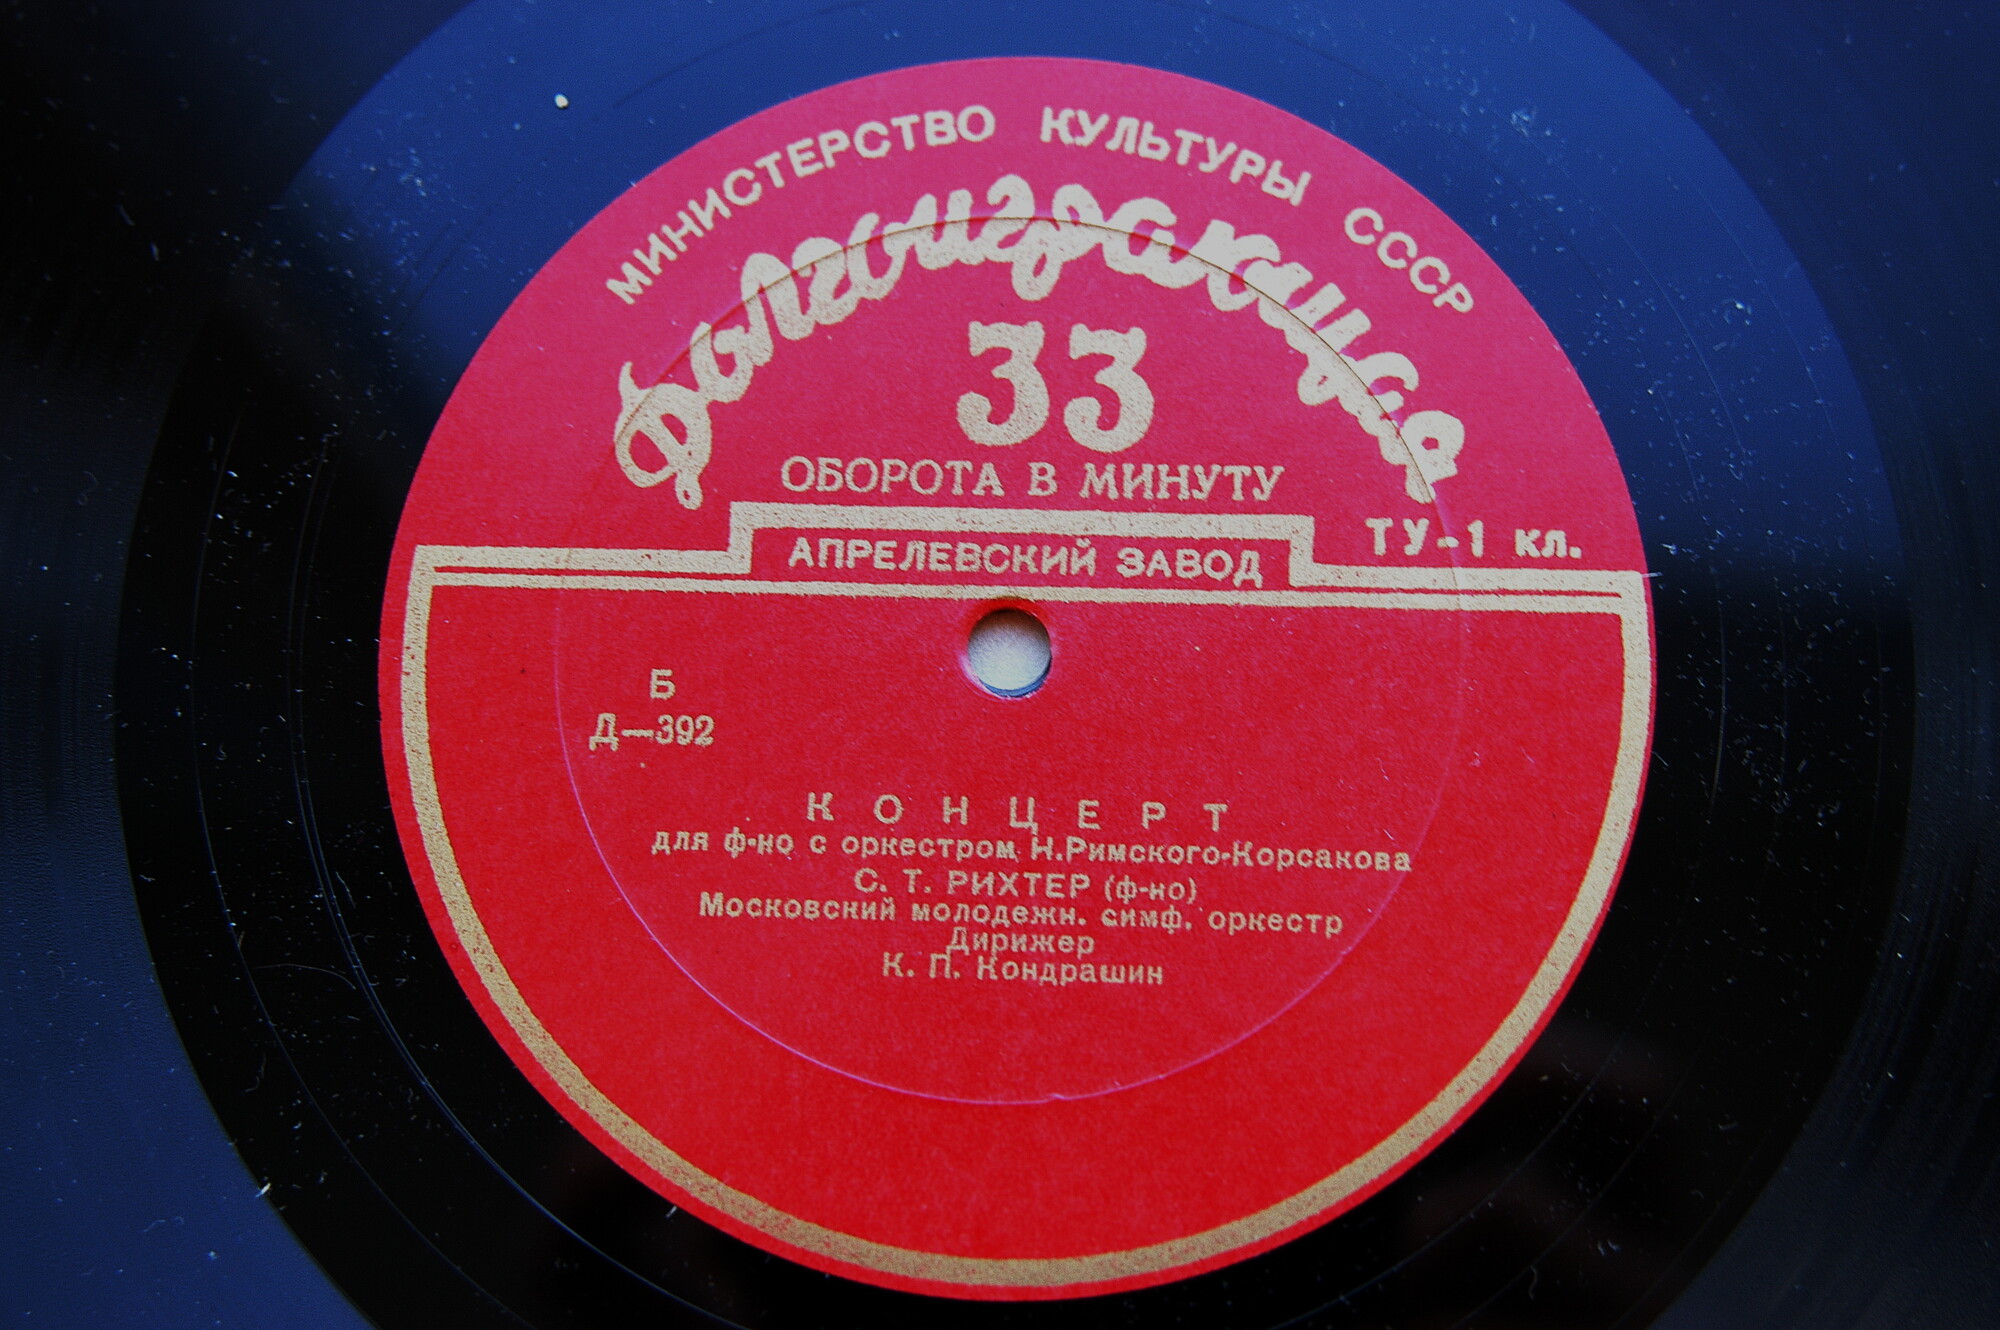 МИНИСТЕРСТВО КУЛЬТУРЫ СССР
Долгоиграющая
33
ОБОРОТА В МИНУТУ
ТУ-1 кл.
АПРЕЛЕВСКИЙ ЗАВОД
Б
Д—392
КОНЦЕРТ
для ф-но с оркестром Н.Римского-Корсакова
С. Т. РИХТЕР (ф-но)
Московский молодежн. симф. оркестр
Дирижер
К. П. Кондрашин